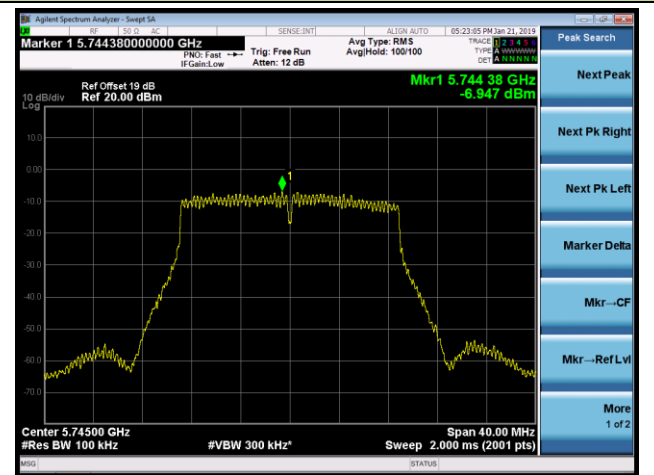 Agilent Spectrum Analyzer - Swept SA
RF 50 Ω AC SENSE:INT ALIGN AUTO 05:23:05 PM Jan 21, 2019
Marker 1 5.744380000000 GHz
PNO: Fast
IFGain:Low
Trig: Free Run
Atten: 12 dB
Avg Type: RMS
Avg|Hold: 100/100
TRACE 1 2 3 4 5 6
TYPE A WWWWW
DET A N N N N N
Peak Search
Mkr1 5.744 38 GHz
-6.947 dBm
Ref Offset 19 dB
10 dB/div Ref 20.00 dBm
Log
10.0
0.00
-10.0
-20.0
-30.0
-40.0
-50.0
-60.0
-70.0
1
Center 5.74500 GHz Span 40.00 MHz
#Res BW 100 kHz #VBW 300 kHz* Sweep 2.000 ms (2001 pts)
MSG STATUS
Next Peak
Next Pk Right
Next Pk Left
Marker Delta
Mkr→CF
Mkr→Ref Lvl
More
1 of 2